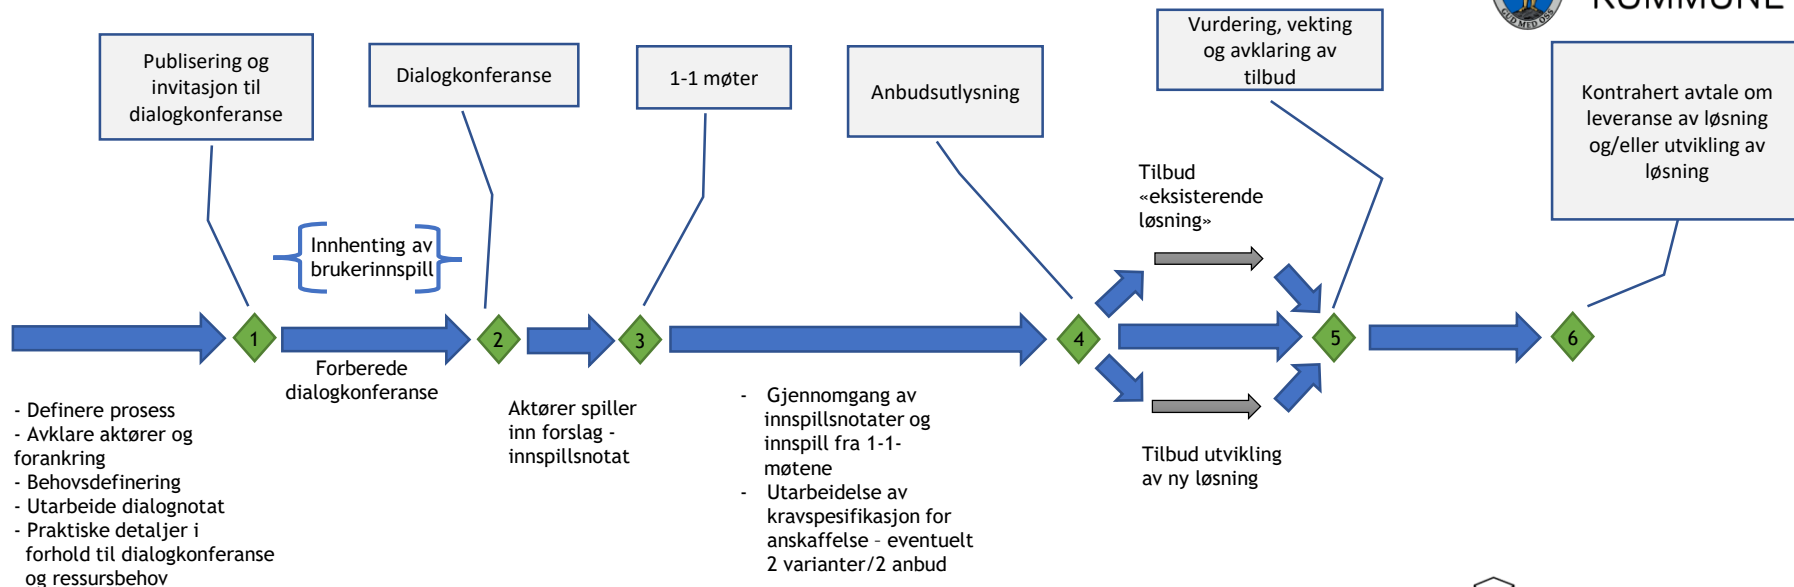 GUD MED OSS
KOMMUNE
Publisering og
invitasjon til
dialogkonferanse
Dialogkonferanse
1-1 møter
Anbudsutlysning
Vurdering, vekting
og avklaring av
tilbud
Kontrahert avtale om
leveranse av løsning
og/eller utvikling av
løsning
Innhenting av
brukerinnspill
Tilbud
«eksisterende
løsning»
1
2
3
4
5
6
Forberede
dialogkonferanse
- Definere prosess
- Avklare aktører og
forankring
- Behovsdefinering
- Utarbeide dialognotat
- Praktiske detaljer i
forhold til dialogkonferanse
og ressursbehov
Aktører spiller
inn forslag -
innspillsnotat
- Gjennomgang av
innspillsnotater og
innspill fra 1-1-
møtene
- Utarbeidelse av
kravspesifikasjon for
anskaffelse – eventuelt
2 varianter/2 anbud
Tilbud utvikling
av ny løsning